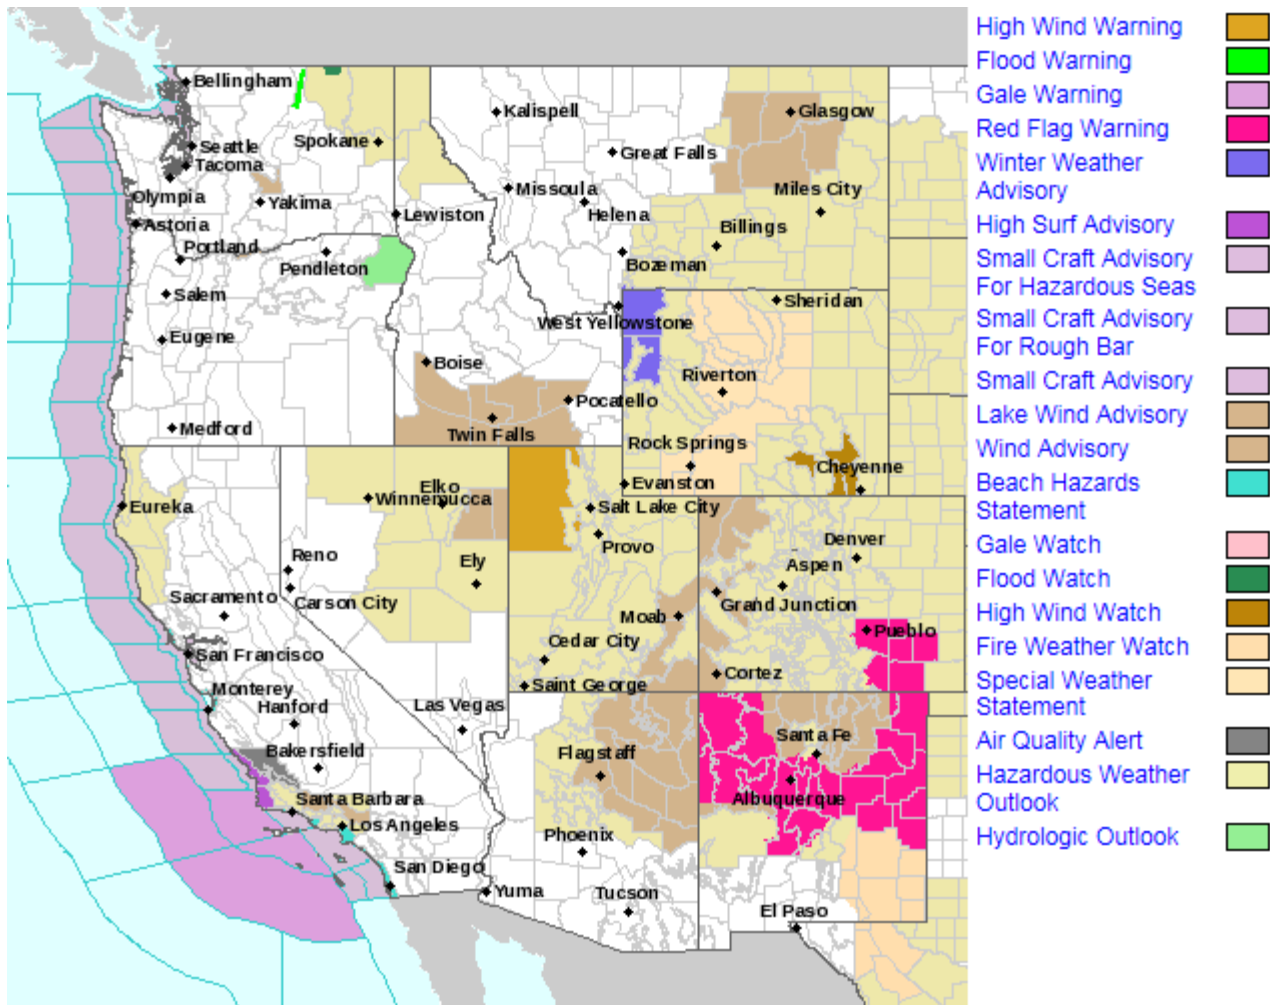 Bellingham
Seattle
Tacoma
Olympia
Astoria
Portland
Salem
Eugene
Medford
Spokane
Yakima
Pendleton
Lewiston
Kalispell
Great Falls
Glasgow
Missoula
Helena
Miles City
Billings
Bozeman
West Yellowstone
Sheridan
Boise
Pocatello
Twin Falls
Riverton
Rock Springs
Cheyenne
Evanston
Eureka
Elko
Winnemucca
Salt Lake City
Provo
Reno
Ely
Carson City
Sacramento
San Francisco
Denver
Aspen
Grand Junction
Moab
Pueblo
Cedar City
Cortez
Saint George
Monterey
Hanford
Las Vegas
Bakersfield
Flagstaff
Santa Fe
Albuquerque
Santa Barbara
Los Angeles
Phoenix
San Diego
Yuma
Tucson
El Paso
High Wind Warning
Flood Warning
Gale Warning
Red Flag Warning
Winter Weather
Advisory
High Surf Advisory
Small Craft Advisory
For Hazardous Seas
Small Craft Advisory
For Rough Bar
Small Craft Advisory
Lake Wind Advisory
Wind Advisory
Beach Hazards
Statement
Gale Watch
Flood Watch
High Wind Watch
Fire Weather Watch
Special Weather
Statement
Air Quality Alert
Hazardous Weather
Outlook
Hydrologic Outlook